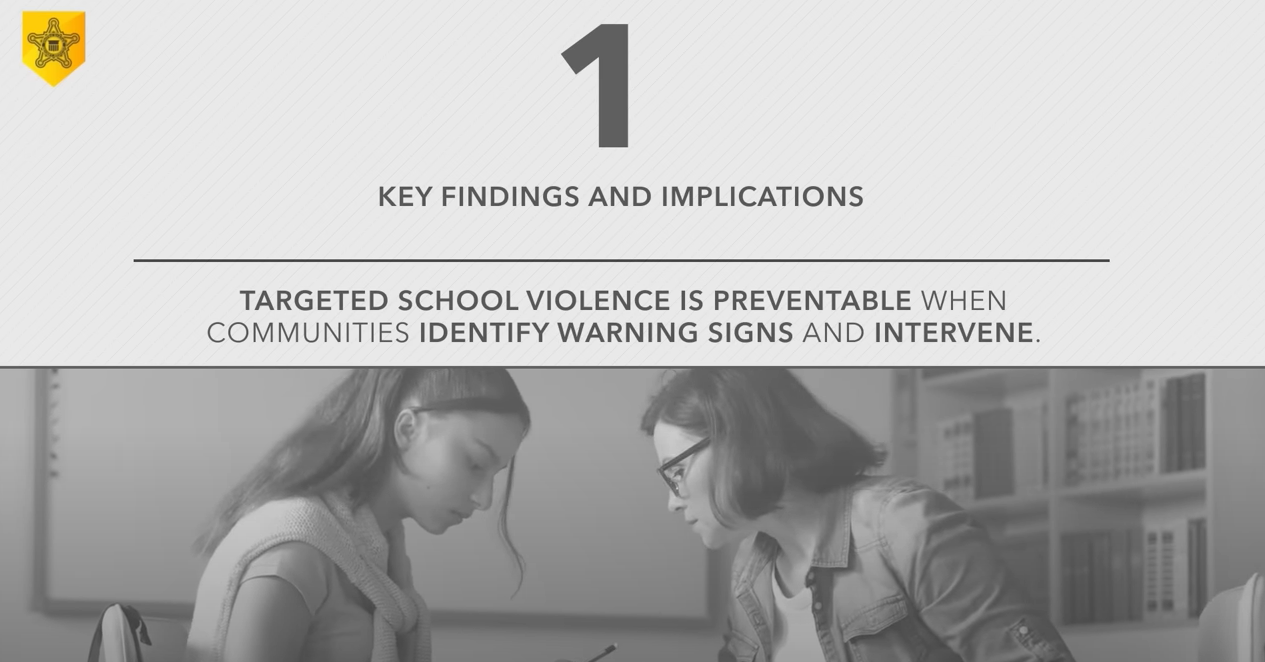 1
KEY FINDINGS AND IMPLICATIONS
TARGETED SCHOOL VIOLENCE IS PREVENTABLE WHEN
COMMUNITIES IDENTIFY WARNING SIGNS AND INTERVENE.